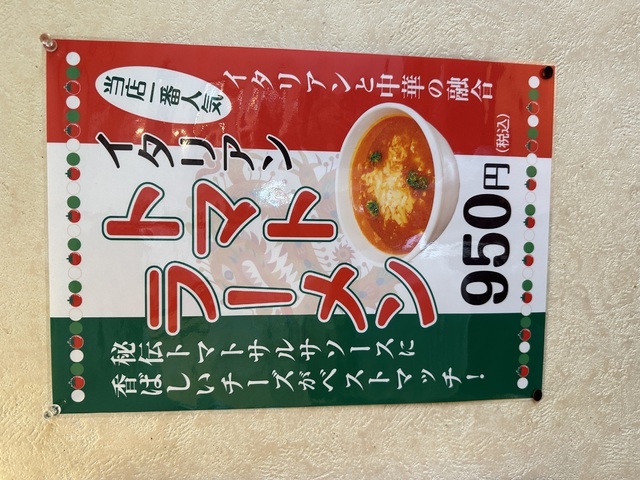 イタリアンと中華の融合
当店一番人気
イタリアン
トマト
ラーメン
950円
(税込)
秘伝トマトサルサソースに
香ばしいチーズがベストマッチ!